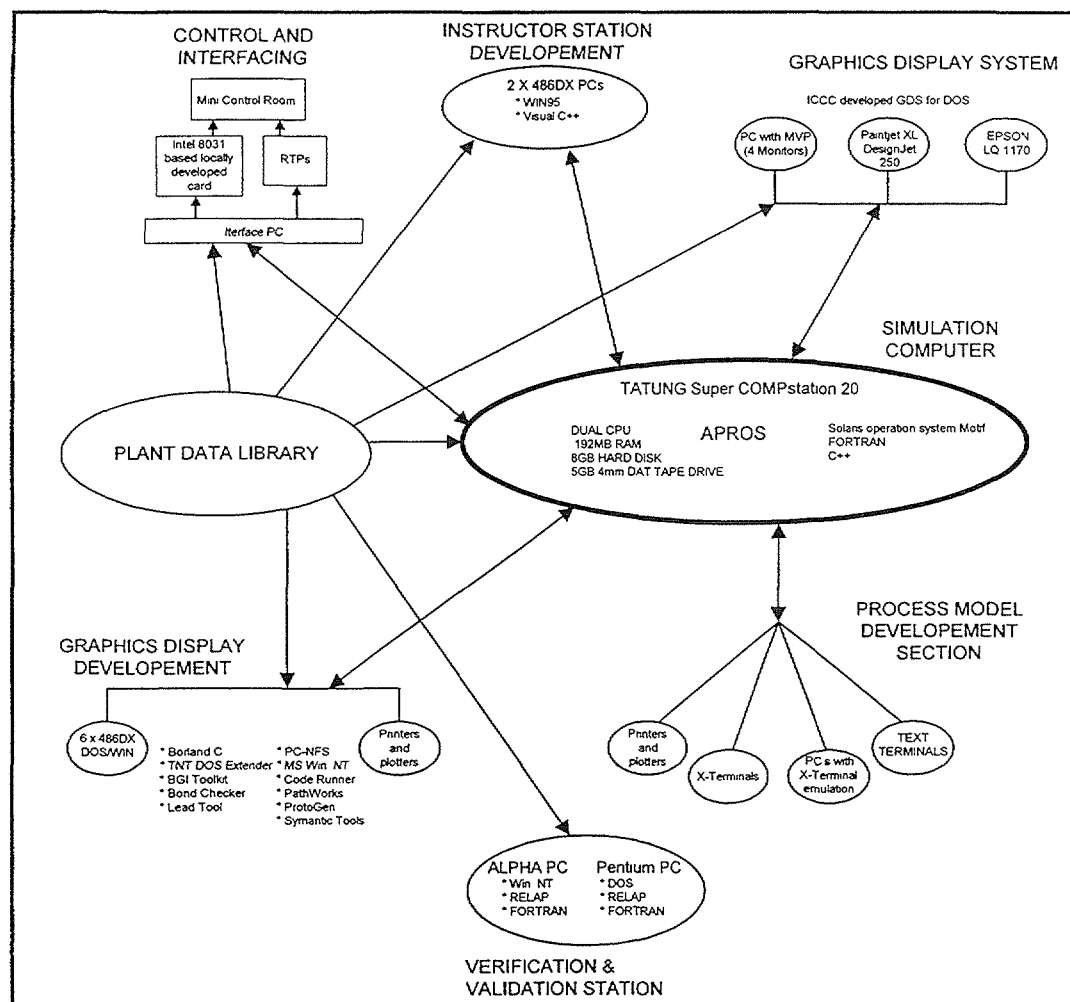 CONTROL AND
INTERFACING
Mini Control Room
Intel 8031
based locally
developed
card
RTPs
Iterface PC
INSTRUCTOR STATION
DEVELOPEMENT
2 X 486DX PCs
* WIN95
* Visual C++
GRAPHICS DISPLAY SYSTEM
ICCC developed GDS for DOS
PC with MVP
(4 Monitors)
Paintjet XL
DesignJet
250
EPSON
LQ 1170
SIMULATION
COMPUTER
TATUNG Super COMPstation 20
DUAL CPU
192MB RAM
8GB HARD DISK
5GB 4mm DAT TAPE DRIVE
APROS
Solaris operation system Motif
FORTRAN
C++
PLANT DATA LIBRARY
GRAPHICS DISPLAY
DEVELOPEMENT
6 x 486DX
DOS/WIN
* Borland C
* TNT DOS Extender
* BGI Toolkit
* Bond Checker
* Lead Tool
* PC-NFS
* MS Win NT
* Code Runner
* PathWorks
* ProtoGen
* Symantic Tools
Printers
and
plotters
PROCESS MODEL
DEVELOPEMENT
SECTION
Printers and
plotters
X-Terminals
PC s with
X-Terminal
emulation
TEXT
TERMINALS
ALPHA PC
* Win NT
* RELAP
* FORTRAN
Pentium PC
* DOS
* RELAP
* FORTRAN
VERIFICATION &
VALIDATION STATION